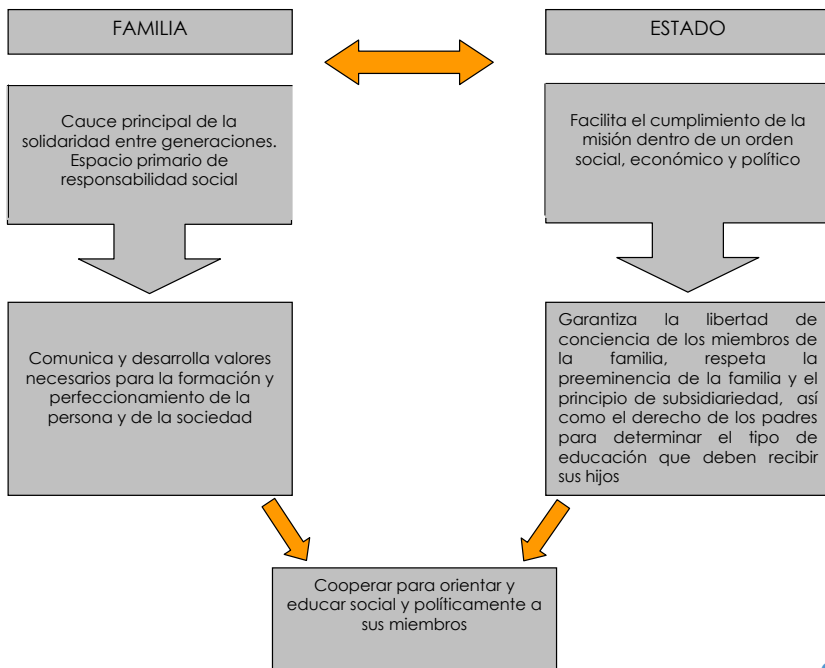 FAMILIA
ESTADO
Cauce principal de la
solidaridad entre generaciones.
Espacio primario de
responsabilidad social
Facilita el cumplimiento de la
misión dentro de un orden
social, económico y político
Comunica y desarrolla valores
necesarios para la formación y
perfeccionamiento de la
persona y de la sociedad
Garantiza la libertad de
conciencia de los miembros de
la familia, respeta la
preeminencia de la familia y el
principio de subsidiariedad, así
como el derecho de los padres
para determinar el tipo de
educación que deben recibir
sus hijos
Cooperar para orientar y
educar social y políticamente a
sus miembros